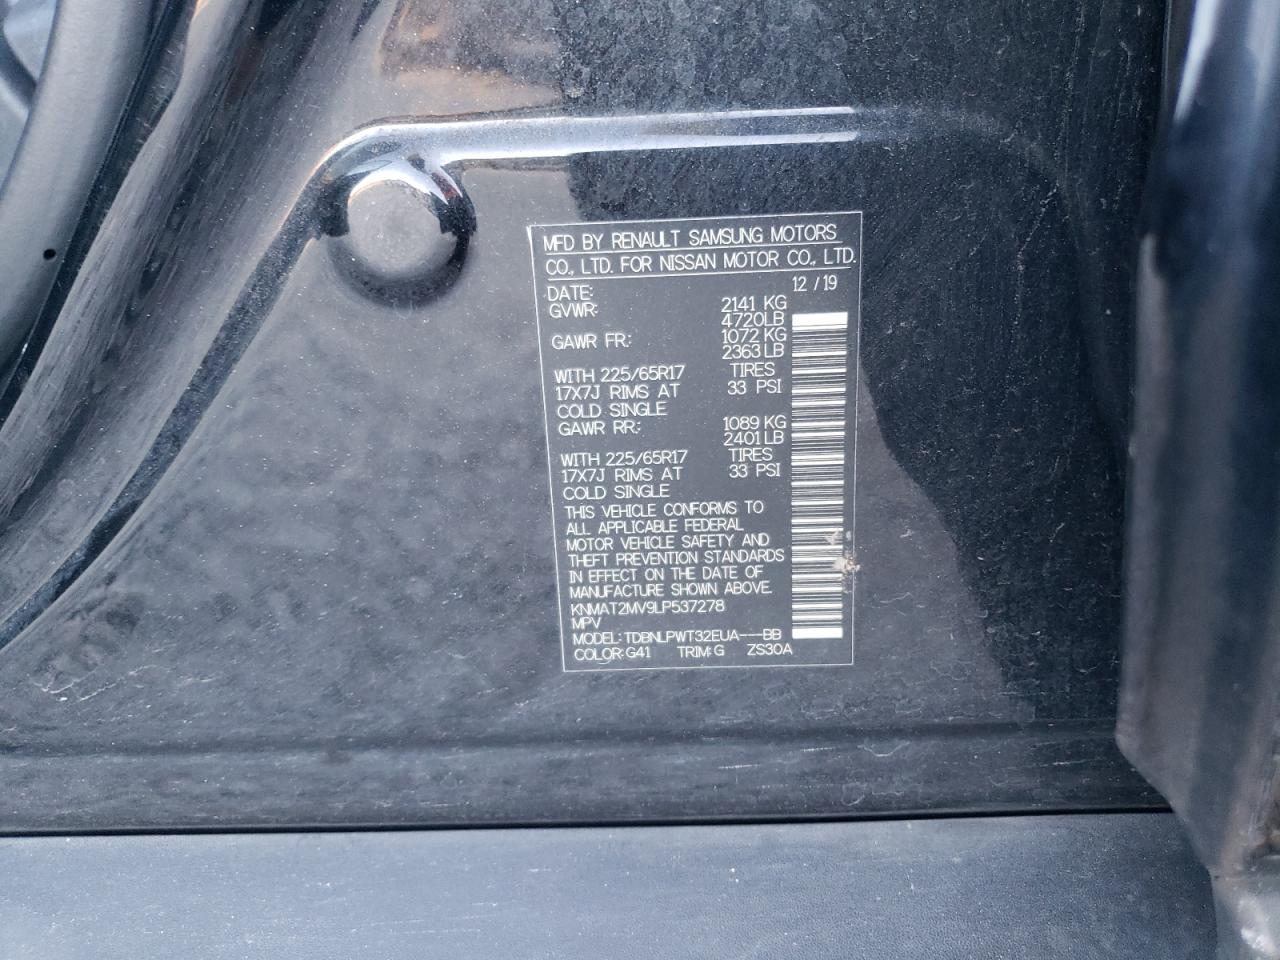 MFD BY RENAULT SAMSUNG MOTORS
CO., LTD. FOR NISSAN MOTOR CO., LTD.
DATE: 12 / 19
GVWR: 2141 KG
4720LB
GAWR FR: 1072 KG
2363 LB
WITH 225/65R17 TIRES
17X7J RIMS AT 33 PSI
COLD SINGLE
GAWR RR: 1089 KG
2401 LB
WITH 225/65R17 TIRES
17X7J RIMS AT 33 PSI
COLD SINGLE
THIS VEHICLE CONFORMS TO
ALL APPLICABLE FEDERAL
MOTOR VEHICLE SAFETY AND
THEFT PREVENTION STANDARDS
IN EFFECT ON THE DATE OF
MANUFACTURE SHOWN ABOVE.
KNMAT2MV9LP537278
MPV
MODEL: TDBNLPWT32EUA---BB
COLOR: G41 TRIM: G ZS30A